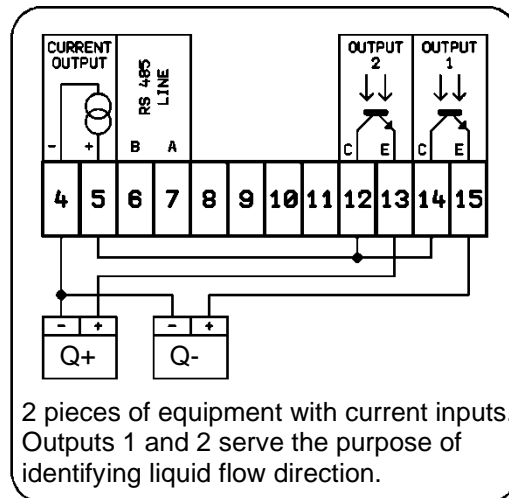 CURRENT
OUTPUT
- +
RS 485
LINE
B A
OUTPUT
2
C E
OUTPUT
1
C E
4 5 6 7 8 9 10 11 12 13 14 15
- +
Q+
- +
Q-
2 pieces of equipment with current inputs.
Outputs 1 and 2 serve the purpose of
identifying liquid flow direction.